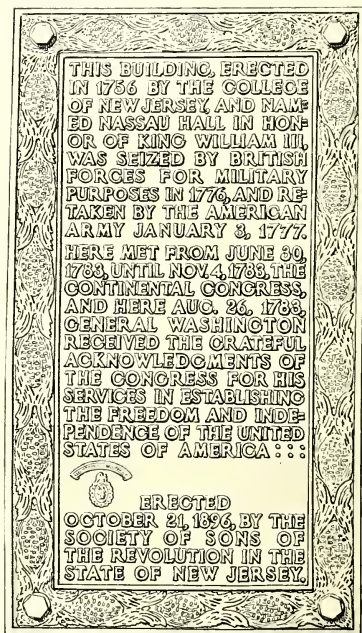 THIS BUILDING, ERECTED
IN 1756 BY THE COLLEGE
OF NEW JERSEY, AND NAM=
ED NASSAU HALL IN HON=
OR OF KING WILLIAM III,
WAS SEIZED BY BRITISH
FORCES FOR MILITARY
PURPOSES IN 1776, AND RE=
TAKEN BY THE AMERICAN
ARMY JANUARY 3, 1777.
HERE MET FROM JUNE 30,
1783, UNTIL NOV. 4, 1783, THE
CONTINENTAL CONGRESS,
AND HERE AUG. 26, 1783,
GENERAL WASHINGTON
RECEIVED THE GRATEFUL
ACKNOWLEDGMENTS OF
THE CONGRESS FOR HIS
SERVICES IN ESTABLISHING
THE FREEDOM AND INDE=
PENDENCE OF THE UNITED
STATES OF AMERICA : : :
ERECTED
OCTOBER 21, 1896, BY THE
SOCIETY OF SONS OF
THE REVOLUTION IN THE
STATE OF NEW JERSEY.